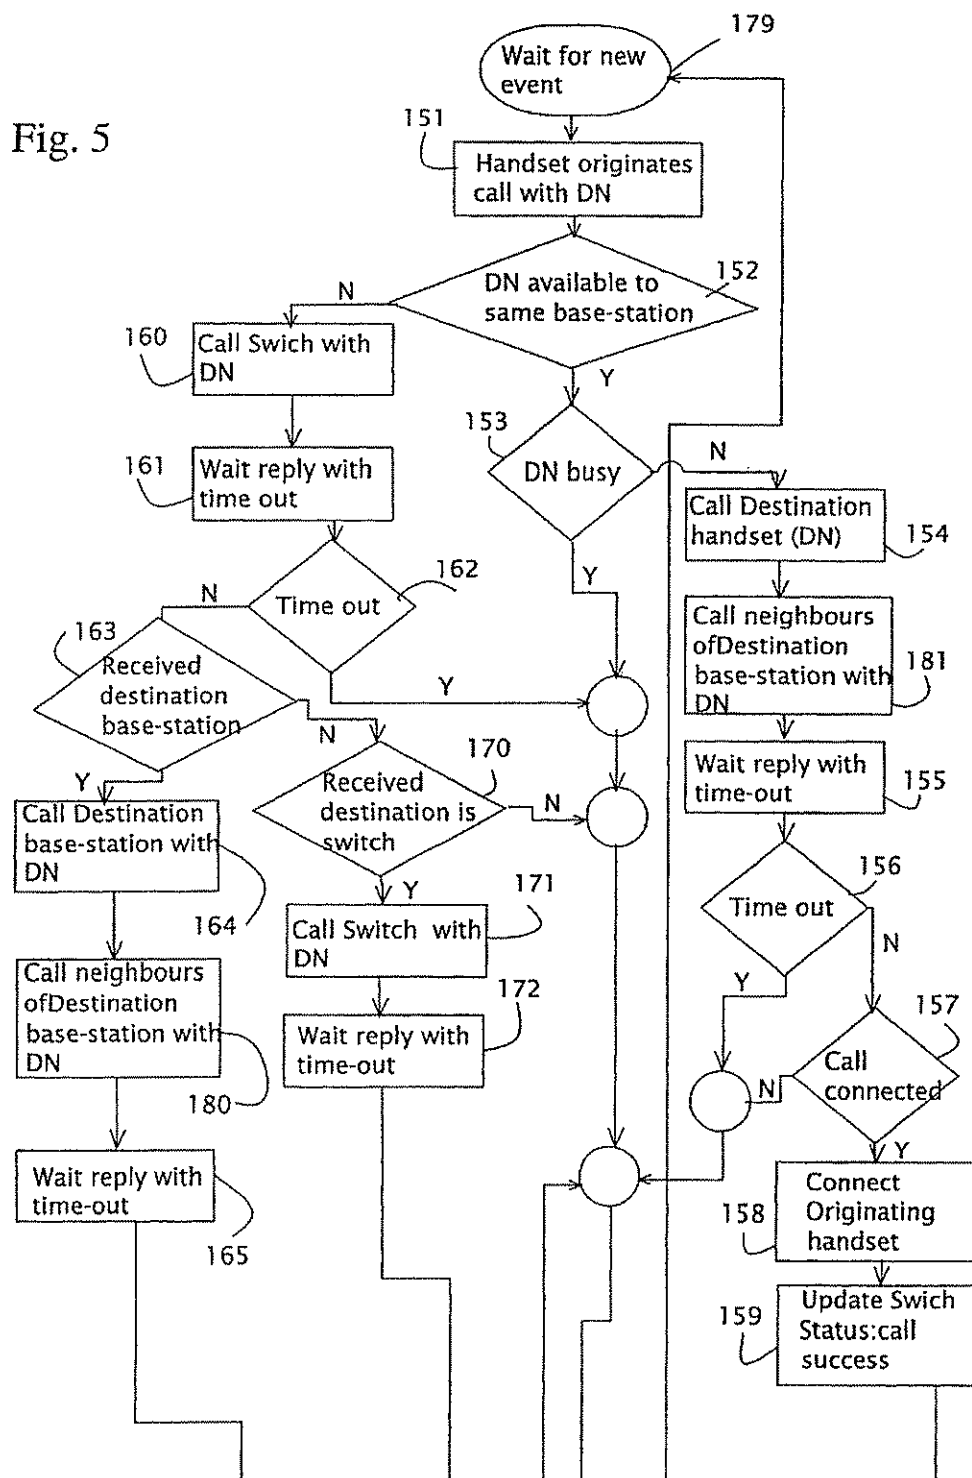 Fig. 5
179
Wait for new
event
151
Handset originates
call with DN
152
DN available to
same base-station
N
Y
160
Call Swich with
DN
153
DN busy
N
Y
161
Wait reply with
time out
154
Call Destination
handset (DN)
162
Time out
N
Y
163
Received
destination
base-station
N
Y
181
Call neighbours
ofDestination
base-station with
DN
170
Received
destination is
switch
N
Y
155
Wait reply with
time-out
Call Destination
base-station with
DN
164
156
Time out
N
Y
171
Call Switch with
DN
Call neighbours
ofDestination
base-station with
DN
180
172
Wait reply with
time-out
157
Call
connected
N
Y
Wait reply with
time-out
165
158
Connect
Originating
handset
159
Update Swich
Status:call
success